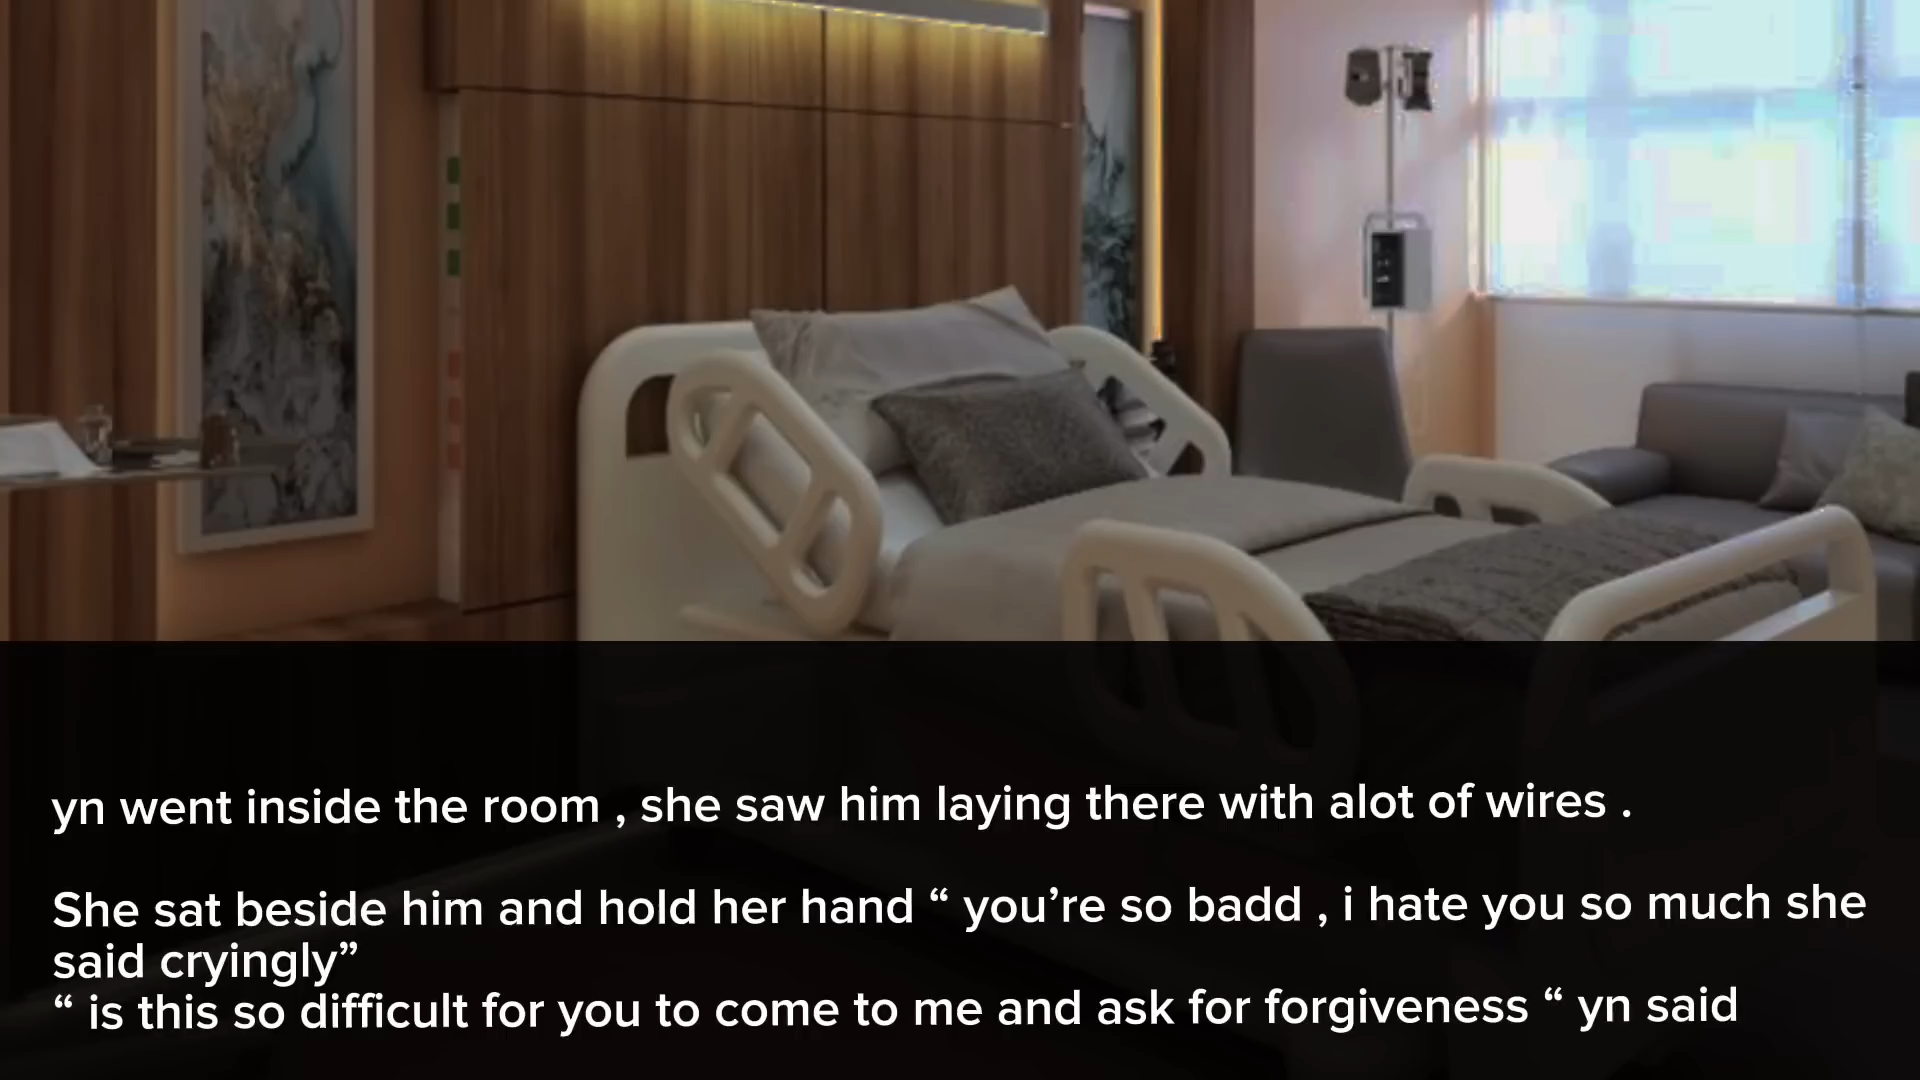 yn went inside the room , she saw him laying there with alot of wires .
She sat beside him and hold her hand “ you’re so badd , i hate you so much she
said cryingly”
“ is this so difficult for you to come to me and ask for forgiveness “ yn said